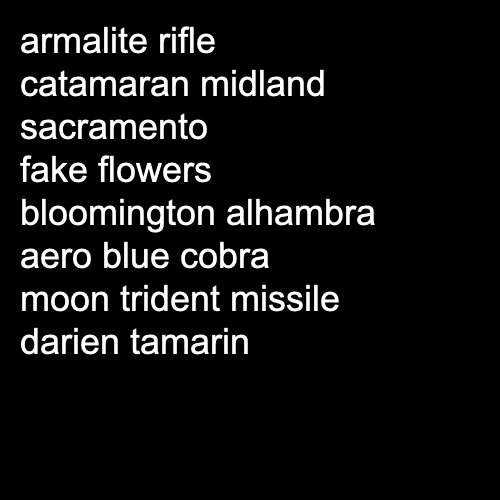 armalite rifle
catamaran midland
sacramento
fake flowers
bloomington alhambra
aero blue cobra
moon trident missile
darien tamarin